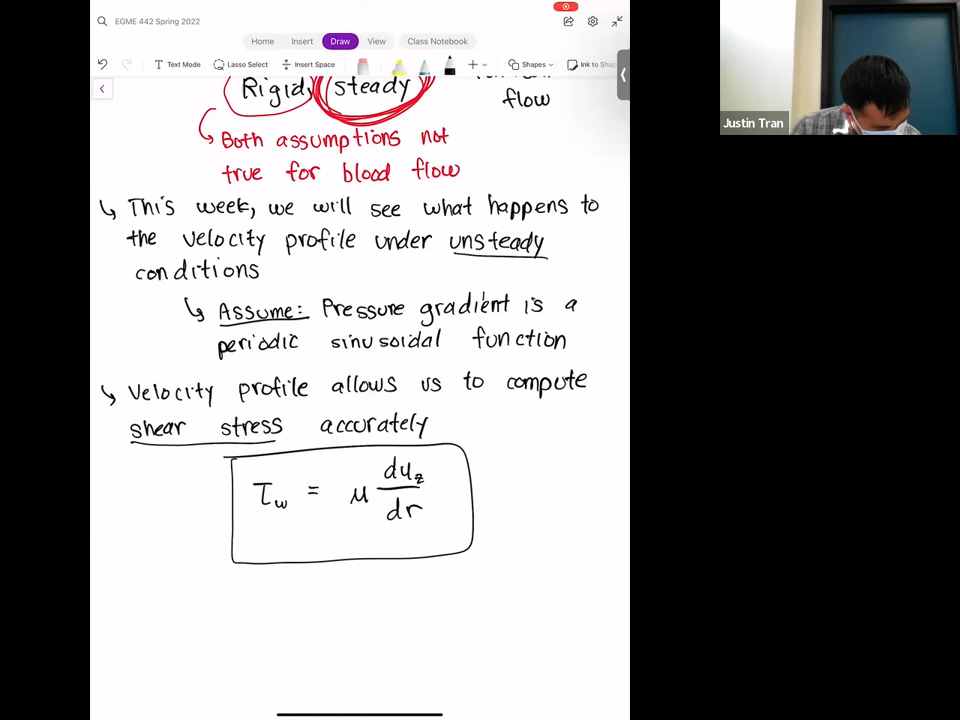 EGME 442 Spring 2022
Home Insert Draw View Class Notebook
Text Mode Lasso Select Insert Space Shapes Ink to Shap
Rigid, steady
flow
Both assumptions not
true for blood flow
This week, we will see what happens to
the velocity profile under unsteady
conditions
Assume: Pressure gradient is a
periodic sinusoidal function
Velocity profile allows us to compute
shear stress accurately
τw = μ duz/dr
Justin Tran